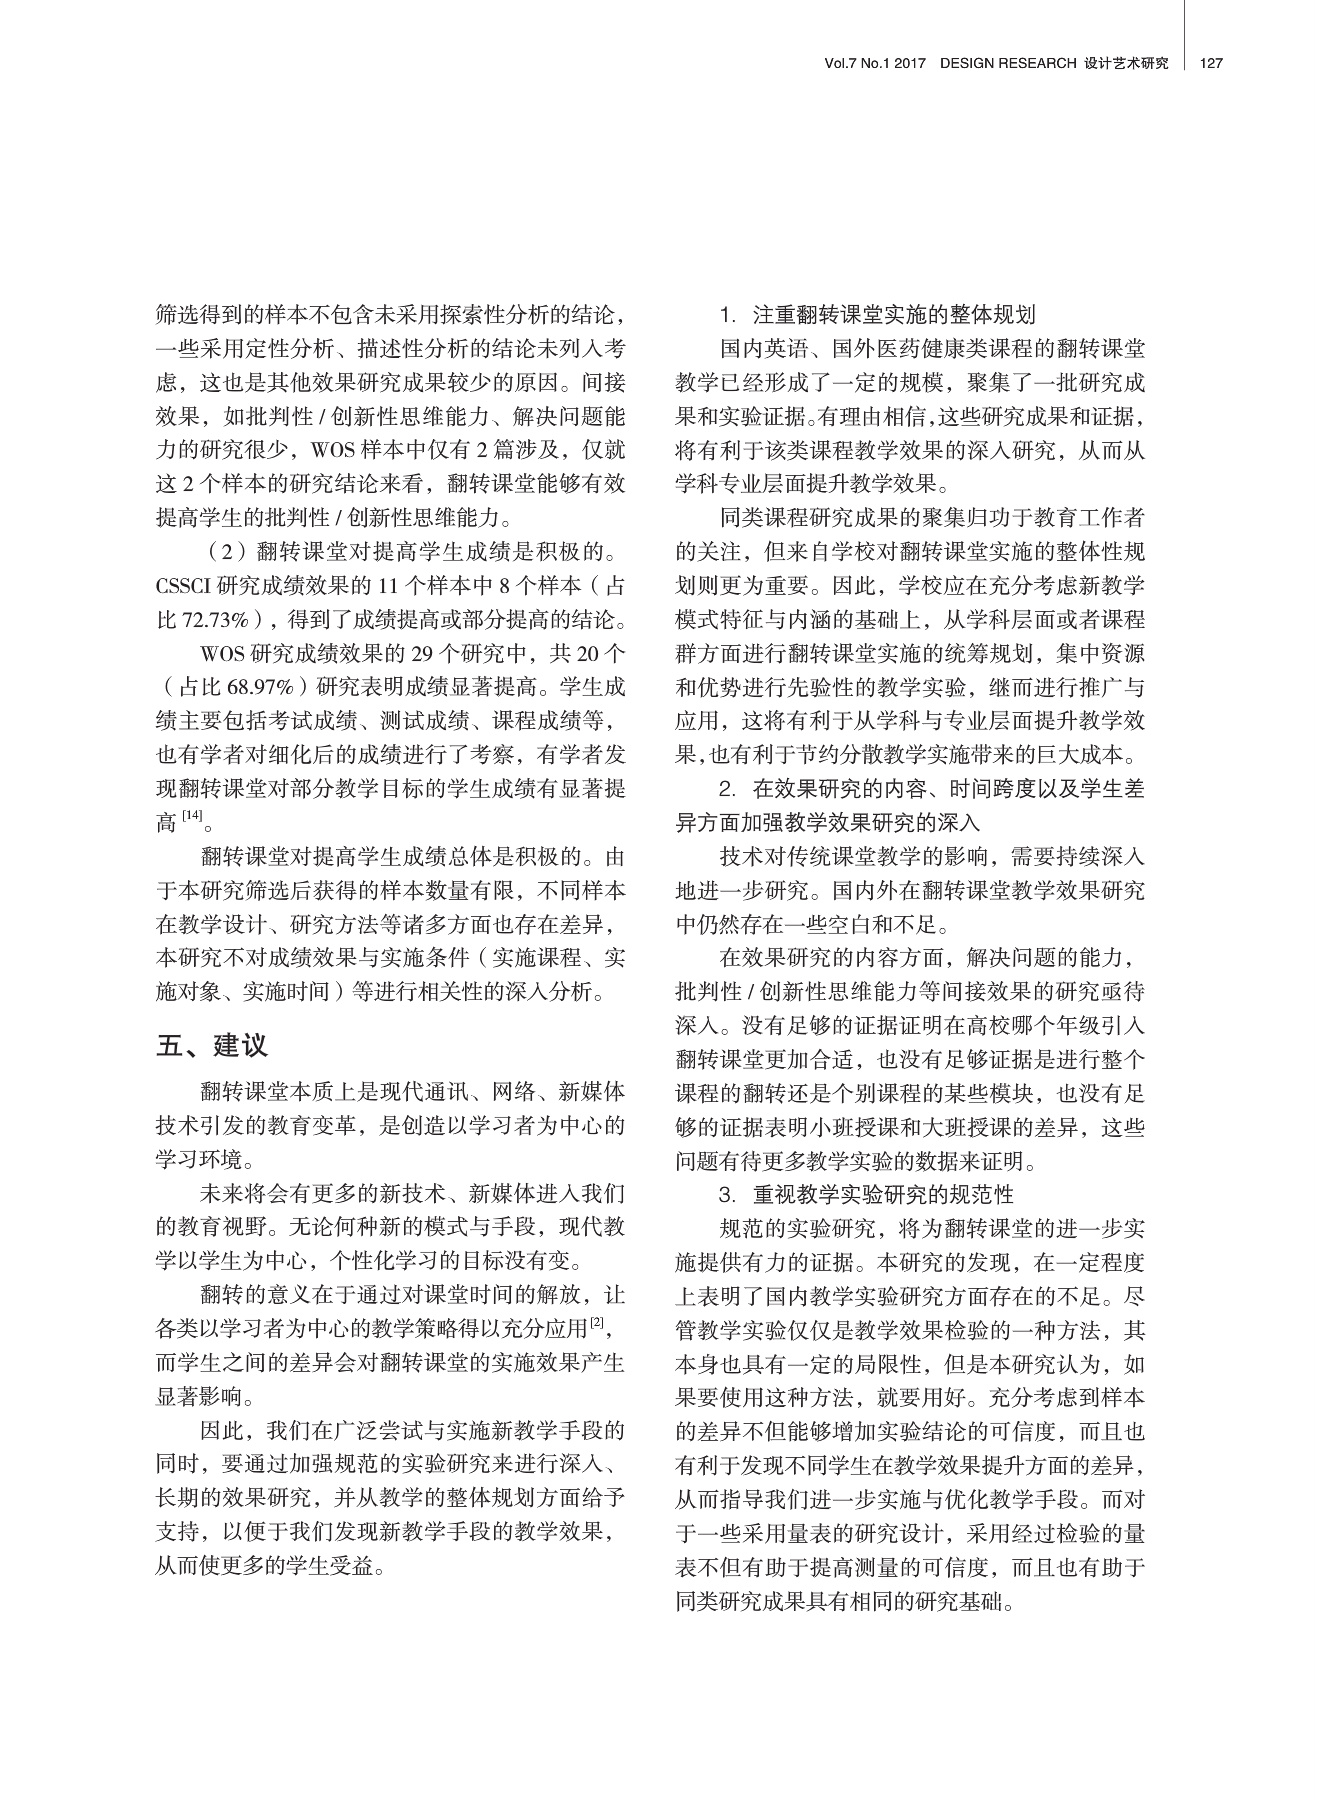 Vol.7 No.1 2017 DESIGN RESEARCH 设计艺术研究 127
筛选得到的样本不包含未采用探索性分析的结论，
一些采用定性分析、描述性分析的结论未列入考
虑，这也是其他效果研究成果较少的原因。间接
效果，如批判性 / 创新性思维能力、解决问题能
力的研究很少，WOS 样本中仅有 2 篇涉及，仅就
这 2 个样本的研究结论来看，翻转课堂能够有效
提高学生的批判性 / 创新性思维能力。
（2）翻转课堂对提高学生成绩是积极的。
CSSCI 研究成绩效果的 11 个样本中 8 个样本（占
比 72.73%），得到了成绩提高或部分提高的结论。
WOS 研究成绩效果的 29 个研究中，共 20 个
（占比 68.97%）研究表明成绩显著提高。学生成
绩主要包括考试成绩、测试成绩、课程成绩等，
也有学者对细化后的成绩进行了考察，有学者发
现翻转课堂对部分教学目标的学生成绩有显著提
高 [14]。
翻转课堂对提高学生成绩总体是积极的。由
于本研究筛选后获得的样本数量有限，不同样本
在教学设计、研究方法等诸多方面也存在差异，
本研究不对成绩效果与实施条件（实施课程、实
施对象、实施时间）等进行相关性的深入分析。
五、建议
翻转课堂本质上是现代通讯、网络、新媒体
技术引发的教育变革，是创造以学习者为中心的
学习环境。
未来将会有更多的新技术、新媒体进入我们
的教育视野。无论何种新的模式与手段，现代教
学以学生为中心，个性化学习的目标没有变。
翻转的意义在于通过对课堂时间的解放，让
各类以学习者为中心的教学策略得以充分应用 [2]，
而学生之间的差异会对翻转课堂的实施效果产生
显著影响。
因此，我们在广泛尝试与实施新教学手段的
同时，要通过加强规范的实验研究来进行深入、
长期的效果研究，并从教学的整体规划方面给予
支持，以便于我们发现新教学手段的教学效果，
从而使更多的学生受益。
1. 注重翻转课堂实施的整体规划
国内英语、国外医药健康类课程的翻转课堂
教学已经形成了一定的规模，聚集了一批研究成
果和实验证据。有理由相信，这些研究成果和证据，
将有利于该类课程教学效果的深入研究，从而从
学科专业层面提升教学效果。
同类课程研究成果的聚集归功于教育工作者
的关注，但来自学校对翻转课堂实施的整体性规
划则更为重要。因此，学校应在充分考虑新教学
模式特征与内涵的基础上，从学科层面或者课程
群方面进行翻转课堂实施的统筹规划，集中资源
和优势进行先验性的教学实验，继而进行推广与
应用，这将有利于从学科与专业层面提升教学效
果，也有利于节约分散教学实施带来的巨大成本。
2. 在效果研究的内容、时间跨度以及学生差
异方面加强教学效果研究的深入
技术对传统课堂教学的影响，需要持续深入
地进一步研究。国内外在翻转课堂教学效果研究
中仍然存在一些空白和不足。
在效果研究的内容方面，解决问题的能力，
批判性 / 创新性思维能力等间接效果的研究亟待
深入。没有足够的证据证明在高校哪个年级引入
翻转课堂更加合适，也没有足够证据是进行整个
课程的翻转还是个别课程的某些模块，也没有足
够的证据表明小班授课和大班授课的差异，这些
问题有待更多教学实验的数据来证明。
3. 重视教学实验研究的规范性
规范的实验研究，将为翻转课堂的进一步实
施提供有力的证据。本研究的发现，在一定程度
上表明了国内教学实验研究方面存在的不足。尽
管教学实验仅仅是教学效果检验的一种方法，其
本身也具有一定的局限性，但是本研究认为，如
果要使用这种方法，就要用好。充分考虑到样本
的差异不但能够增加实验结论的可信度，而且也
有利于发现不同学生在教学效果提升方面的差异，
从而指导我们进一步实施与优化教学手段。而对
于一些采用量表的研究设计，采用经过检验的量
表不但有助于提高测量的可信度，而且也有助于
同类研究成果具有相同的研究基础。